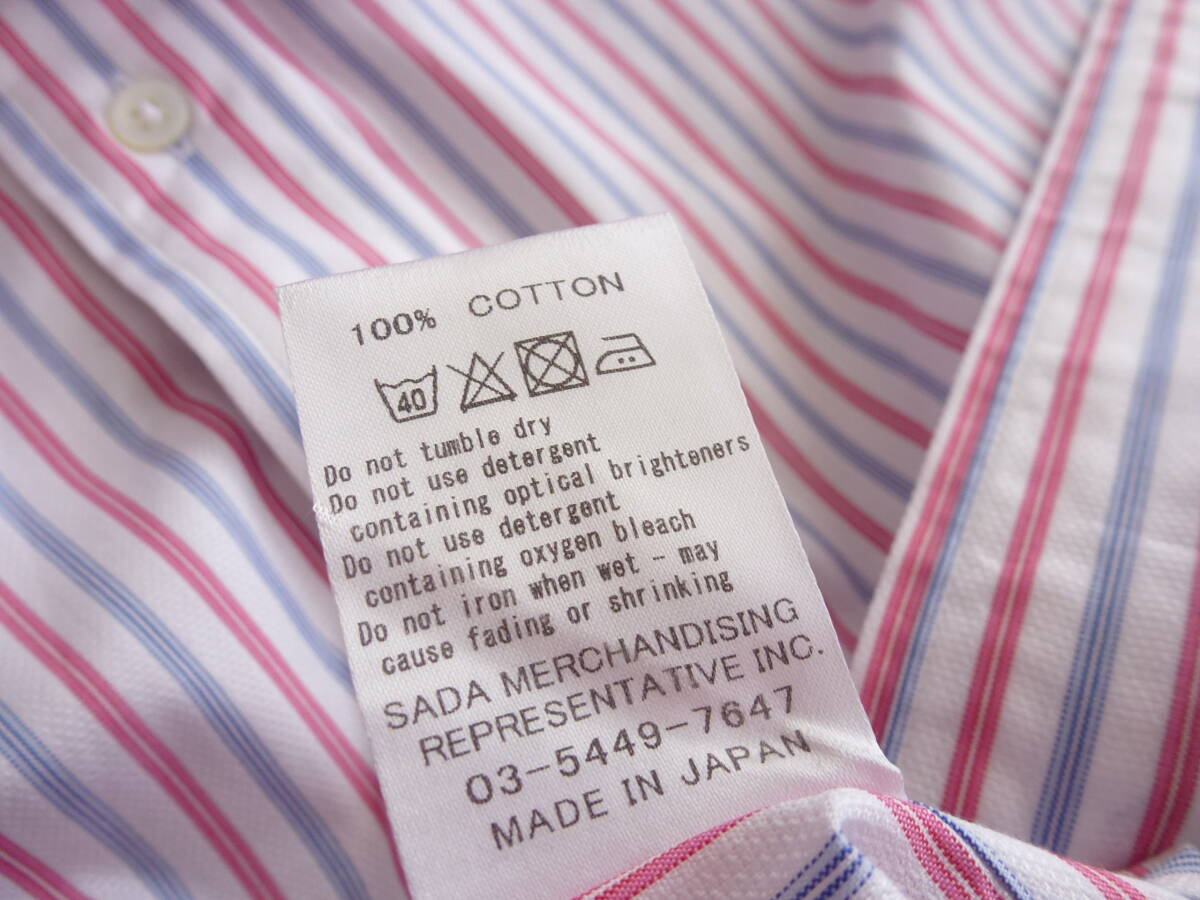 100% COTTON
40
Do not tumble dry
Do not use detergent
containing optical brighteners
Do not use detergent
containing oxygen bleach
Do not iron when wet - may
cause fading or shrinking
SADA MERCHANDISING
REPRESENTATIVE INC.
03-5449-7647
MADE IN JAPAN